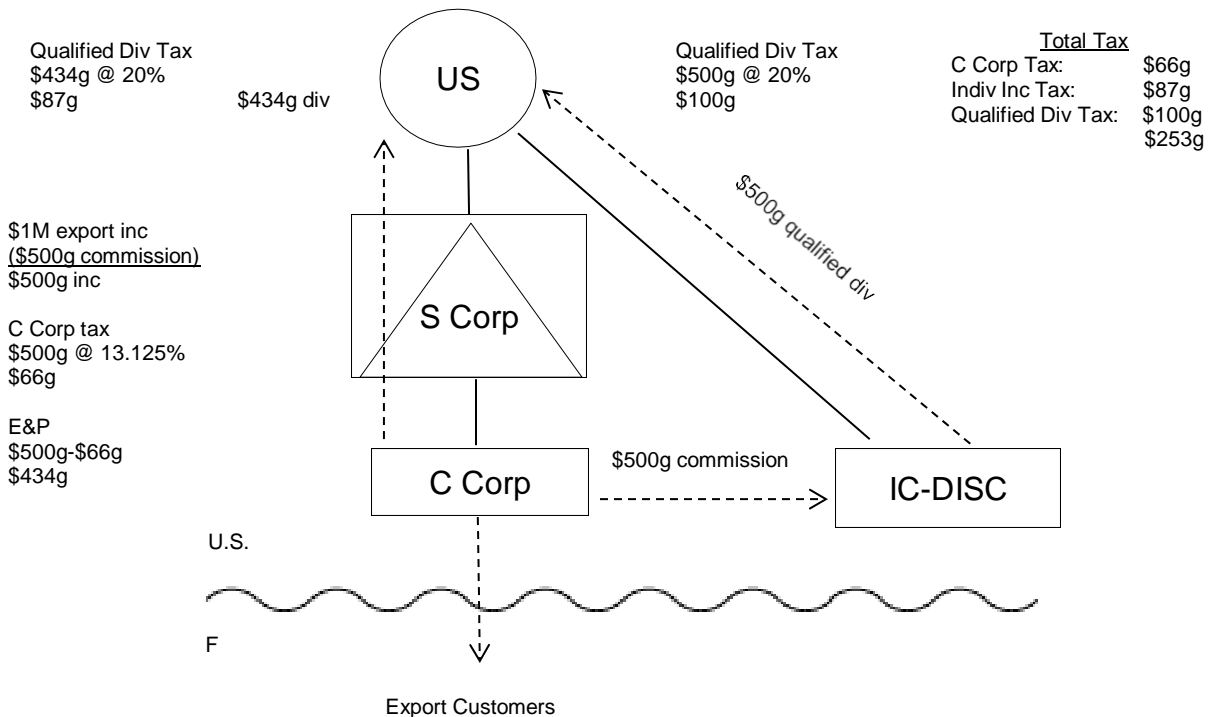 Qualified Div Tax
$434g @ 20%
$87g
$434g div
US
Qualified Div Tax
$500g @ 20%
$100g
Total Tax
C Corp Tax: $66g
Indiv Inc Tax: $87g
Qualified Div Tax: $100g
$253g
$500g qualified div
$1M export inc
($500g commission)
$500g inc
C Corp tax
$500g @ 13.125%
$66g
E&P
$500g-$66g
$434g
S Corp
C Corp
$500g commission
IC-DISC
U.S.
F
Export Customers